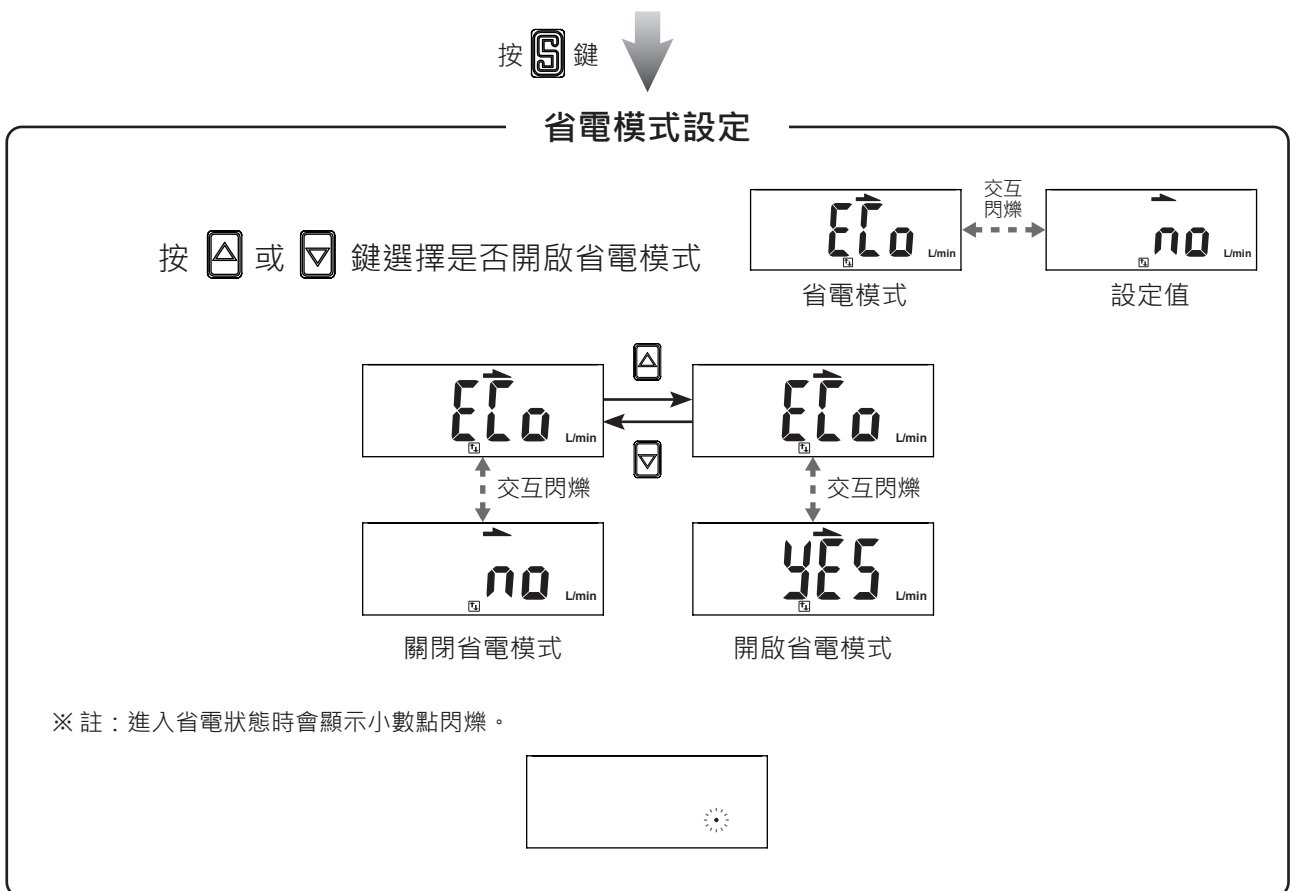 按 S 鍵
省電模式設定
按 △ 或 ▽ 鍵選擇是否開啟省電模式
交互
閃爍
ECo L/min
no L/min
省電模式
設定值
ECo L/min
ECo L/min
交互閃爍
交互閃爍
no L/min
yES L/min
關閉省電模式
開啟省電模式
※註：進入省電狀態時會顯示小數點閃爍。